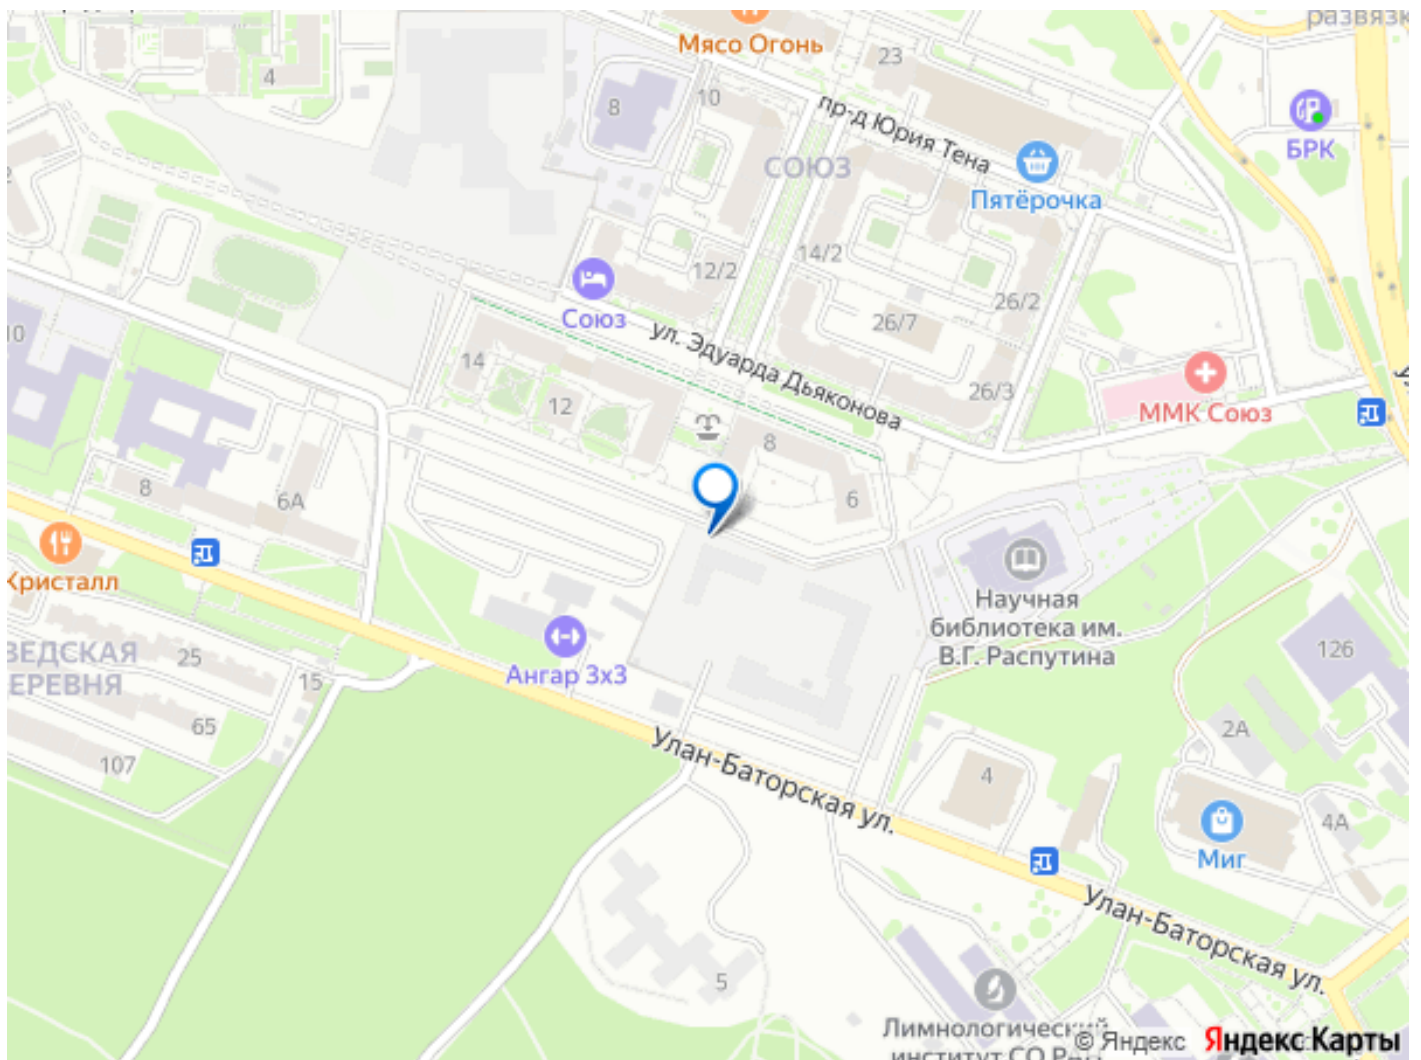 развязк
Мясо Огонь
23
4
10
8
пр-д Юрия Тена
БРК
СОЮЗ
Пятёрочка
14/2
12/2
26/2
Союз
26/7
ул. Эдуарда Дьяконова
10
14
26/3
ММК Союз
12
8
8
6А
6
Кристалл
Научная
библиотека им.
В.Г. Распутина
ВЕДСКАЯ
ЕРЕВНЯ
25
15
Ангар 3х3
126
65
2А
107
Улан-Баторская ул.
4
4А
Миг
Улан-Баторская ул.
5
Лимнологический
институт СО
© Яндекс
Яндекс Карты